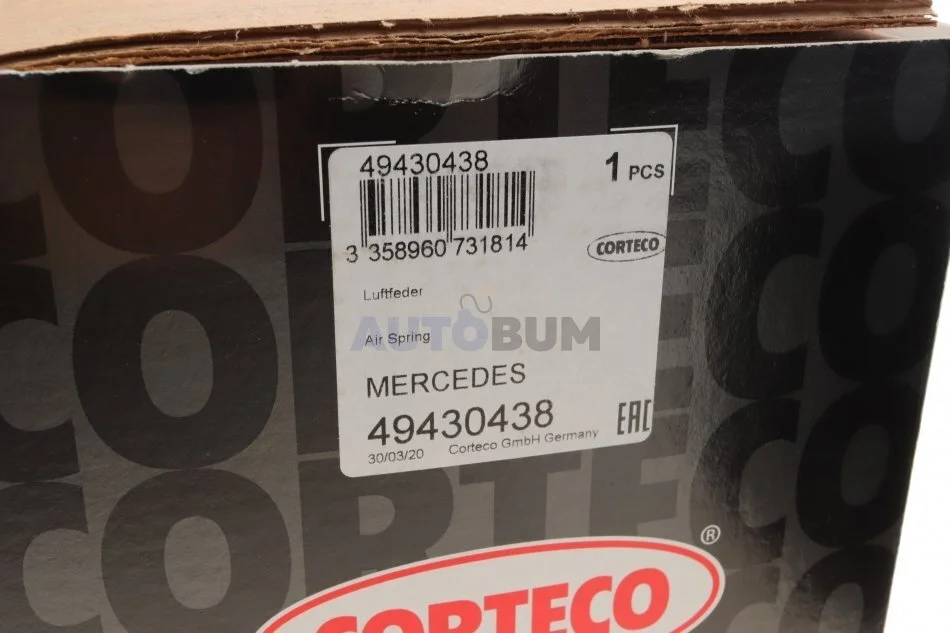 49430438
1 PCS
3 358960 731814
CORTECO
Luftfeder
AUTOBUM
Air Spring
MERCEDES
49430438
EAC
30/03/20 Corteco GmbH Germany
®
CORTECO